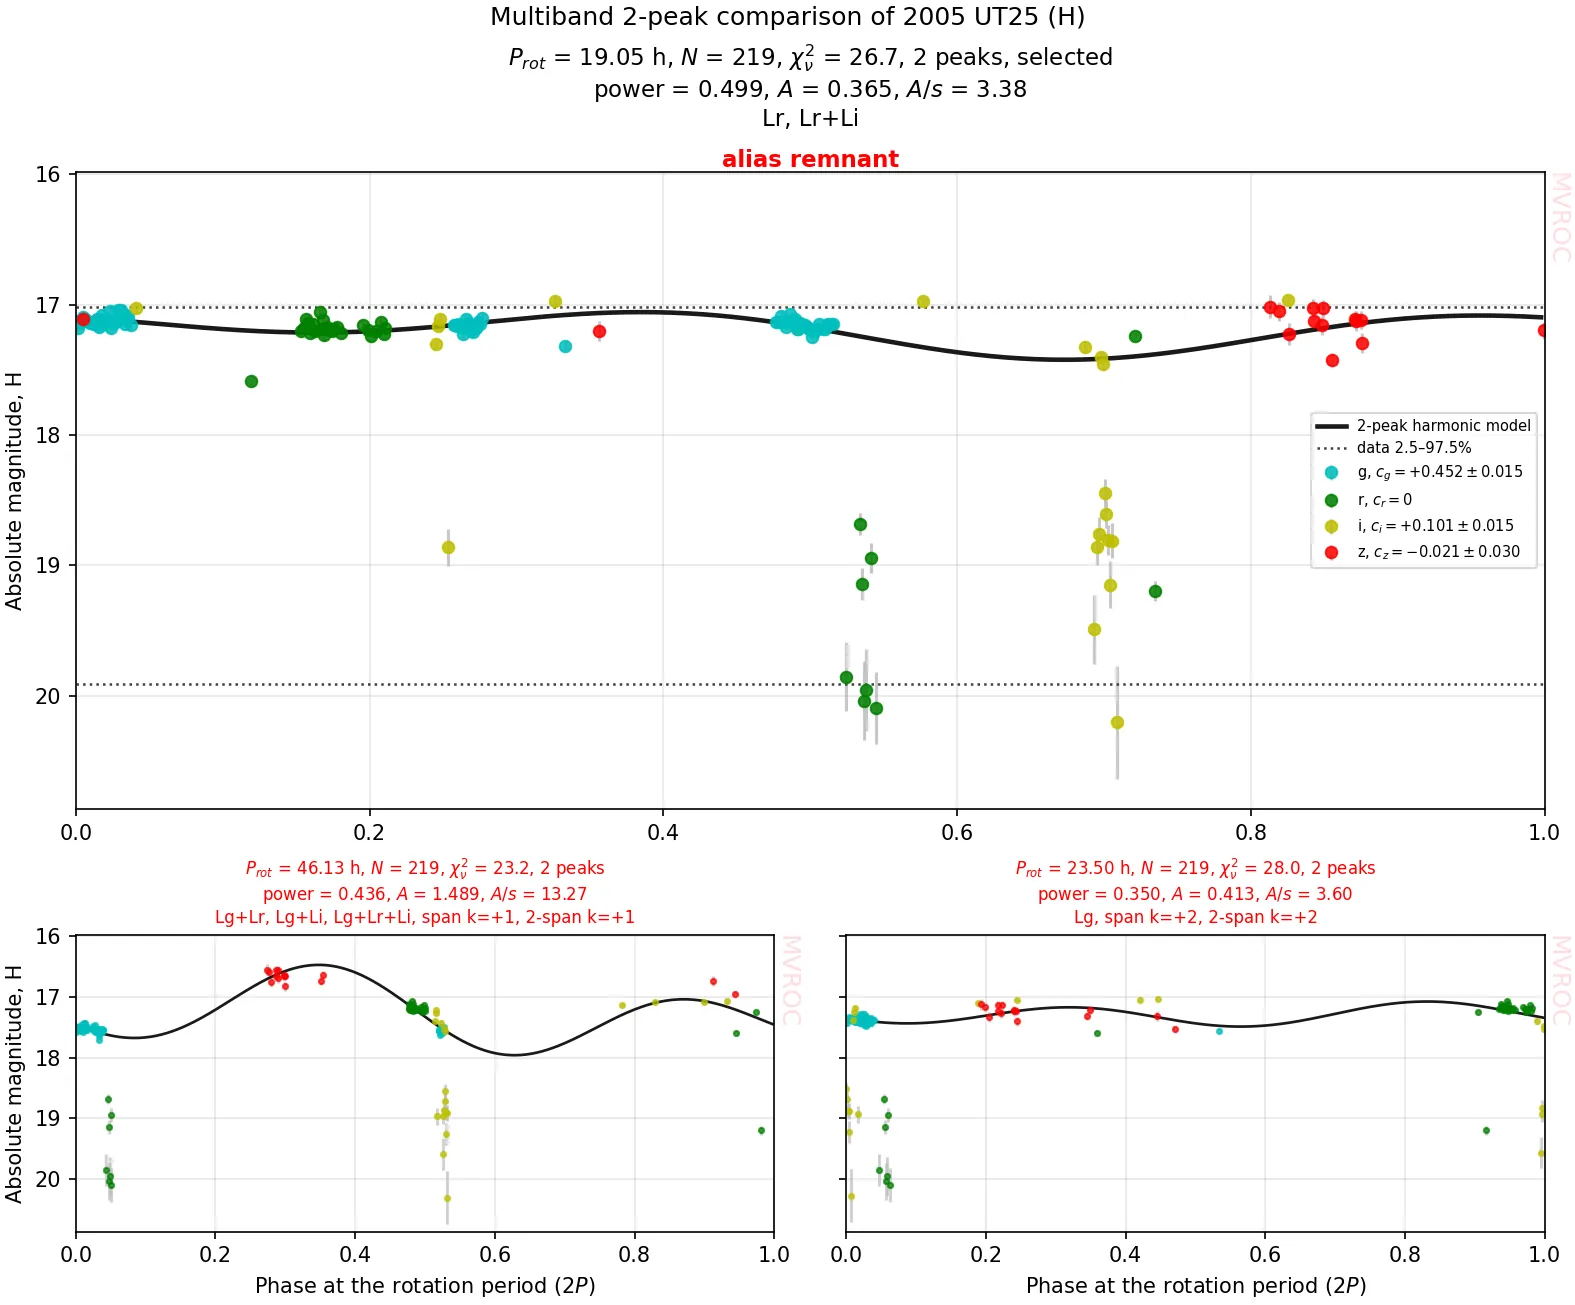 Multiband 2-peak comparison of 2005 UT25 (H)
P_rot = 19.05 h, N = 219, χ²_ν = 26.7, 2 peaks, selected
power = 0.499, A = 0.365, A/s = 3.38
Lr, Lr+Li
alias remnant
16
17
18
19
20
Absolute magnitude, H
MVROC
2-peak harmonic model
data 2.5–97.5%
g, c_g = +0.452 ± 0.015
r, c_r = 0
i, c_i = +0.101 ± 0.015
z, c_z = −0.021 ± 0.030
0.0 0.2 0.4 0.6 0.8 1.0
P_rot = 46.13 h, N = 219, χ²_ν = 23.2, 2 peaks
power = 0.436, A = 1.489, A/s = 13.27
Lg+Lr, Lg+Li, Lg+Lr+Li, span k=+1, 2-span k=+1
16
17
18
19
20
Absolute magnitude, H
MVROC
0.0 0.2 0.4 0.6 0.8 1.0
Phase at the rotation period (2P)
P_rot = 23.50 h, N = 219, χ²_ν = 28.0, 2 peaks
power = 0.350, A = 0.413, A/s = 3.60
Lg, span k=+2, 2-span k=+2
MVROC
0.0 0.2 0.4 0.6 0.8 1.0
Phase at the rotation period (2P)